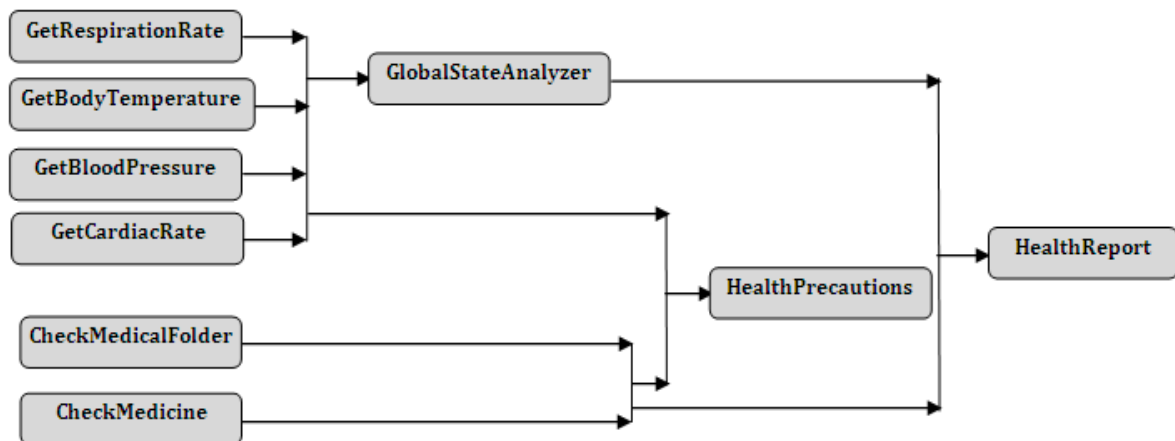 GetRespirationRate
GlobalStateAnalyzer
GetBodyTemperature
GetBloodPressure
GetCardiacRate
HealthReport
HealthPrecautions
CheckMedicalFolder
CheckMedicine